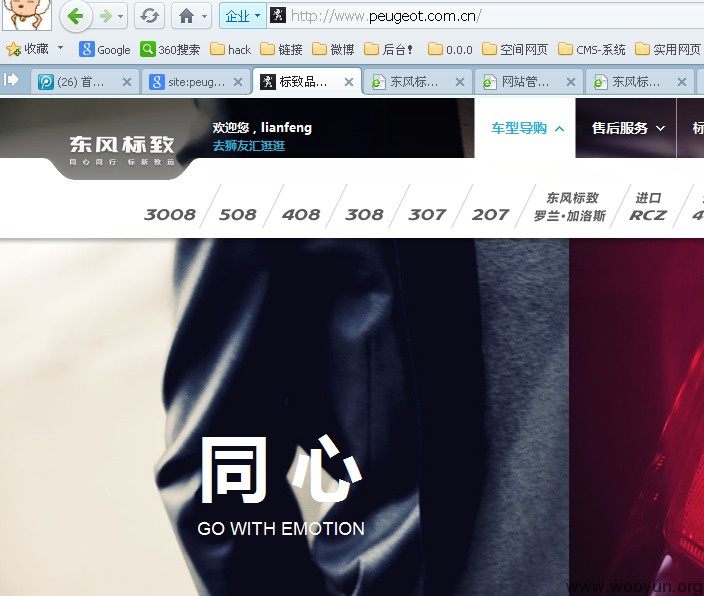 企业 http://www.peugeot.com.cn/
收藏 Google 360搜索 hack 链接 微博 后台! 0.0.0 空间网页 CMS-系统 实用网页
(26) 首... site:peug... 标致品... 东风标... 网站管... 东风标...
欢迎您，lianfeng
去狮友汇逛逛
车型导购 售后服务
东风标致
同心同行 标新致远
3008 508 408 308 307 207 东风标致 罗兰·加洛斯 进口 RCZ
同心
GO WITH EMOTION
www.wooyun.org